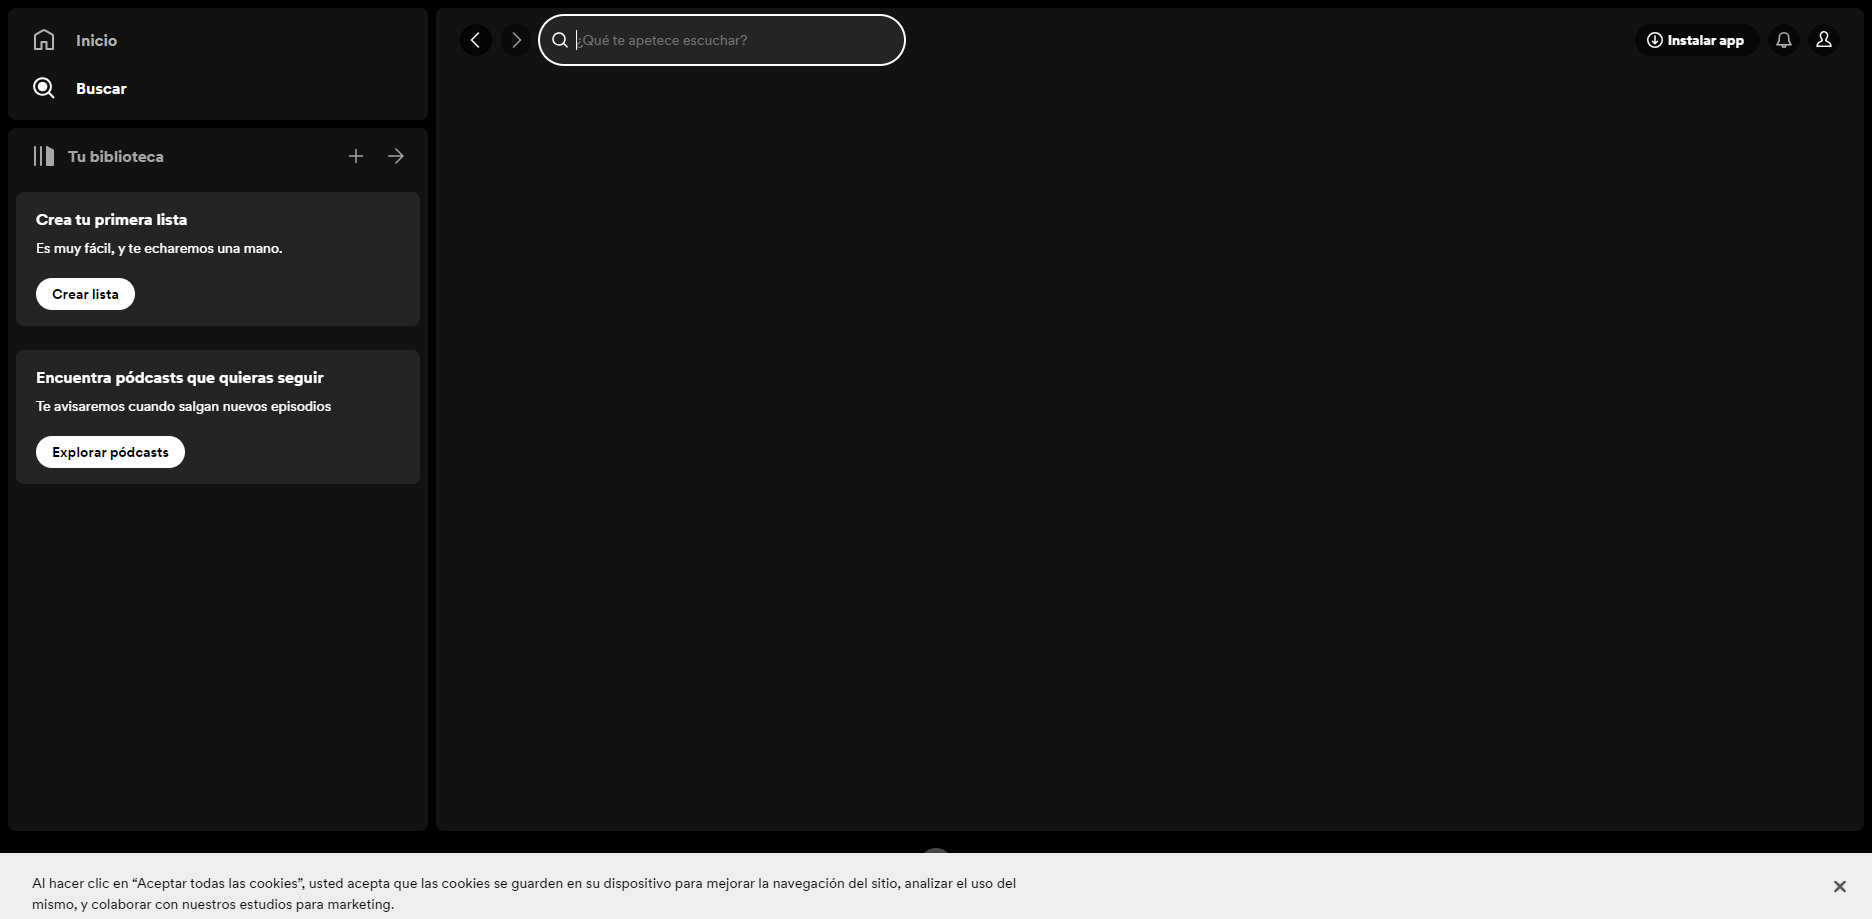 Inicio
Buscar
Tu biblioteca
Crea tu primera lista
Es muy fácil, y te echaremos una mano.
Crear lista
Encuentra pódcasts que quieras seguir
Te avisaremos cuando salgan nuevos episodios
Explorar pódcasts
¿Qué te apetece escuchar?
Instalar app
Al hacer clic en “Aceptar todas las cookies”, usted acepta que las cookies se guarden en su dispositivo para mejorar la navegación del sitio, analizar el uso del
mismo, y colaborar con nuestros estudios para marketing.